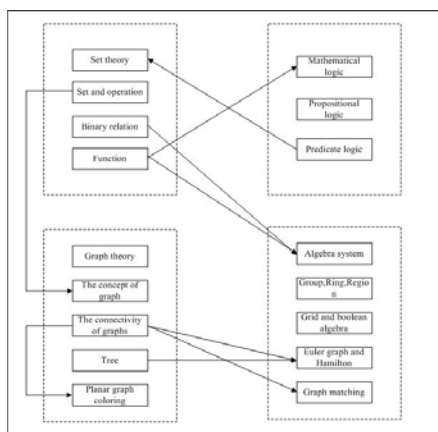 Set theory
Set and operation
Binary relation
Function
Mathematical
logic
Propositional
logic
Predicate logic
Graph theory
The concept of
graph
The connectivity
of graphs
Tree
Planar graph
coloring
Algebra system
Group,Ring,Reg
ion
Grid and boolean
algebra
Euler graph and
Hamilton
Graph matching